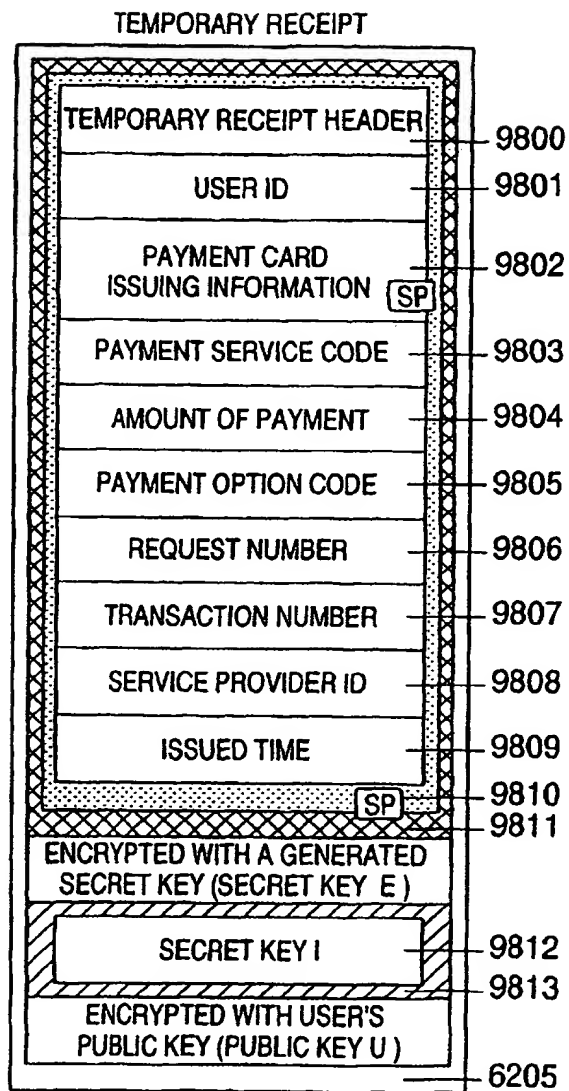 TEMPORARY RECEIPT
TEMPORARY RECEIPT HEADER
9800
USER ID
9801
PAYMENT CARD
ISSUING INFORMATION
SP
9802
PAYMENT SERVICE CODE
9803
AMOUNT OF PAYMENT
9804
PAYMENT OPTION CODE
9805
REQUEST NUMBER
9806
TRANSACTION NUMBER
9807
SERVICE PROVIDER ID
9808
ISSUED TIME
9809
SP
9810
9811
ENCRYPTED WITH A GENERATED
SECRET KEY (SECRET KEY E)
SECRET KEY I
9812
9813
ENCRYPTED WITH USER'S
PUBLIC KEY (PUBLIC KEY U)
6205